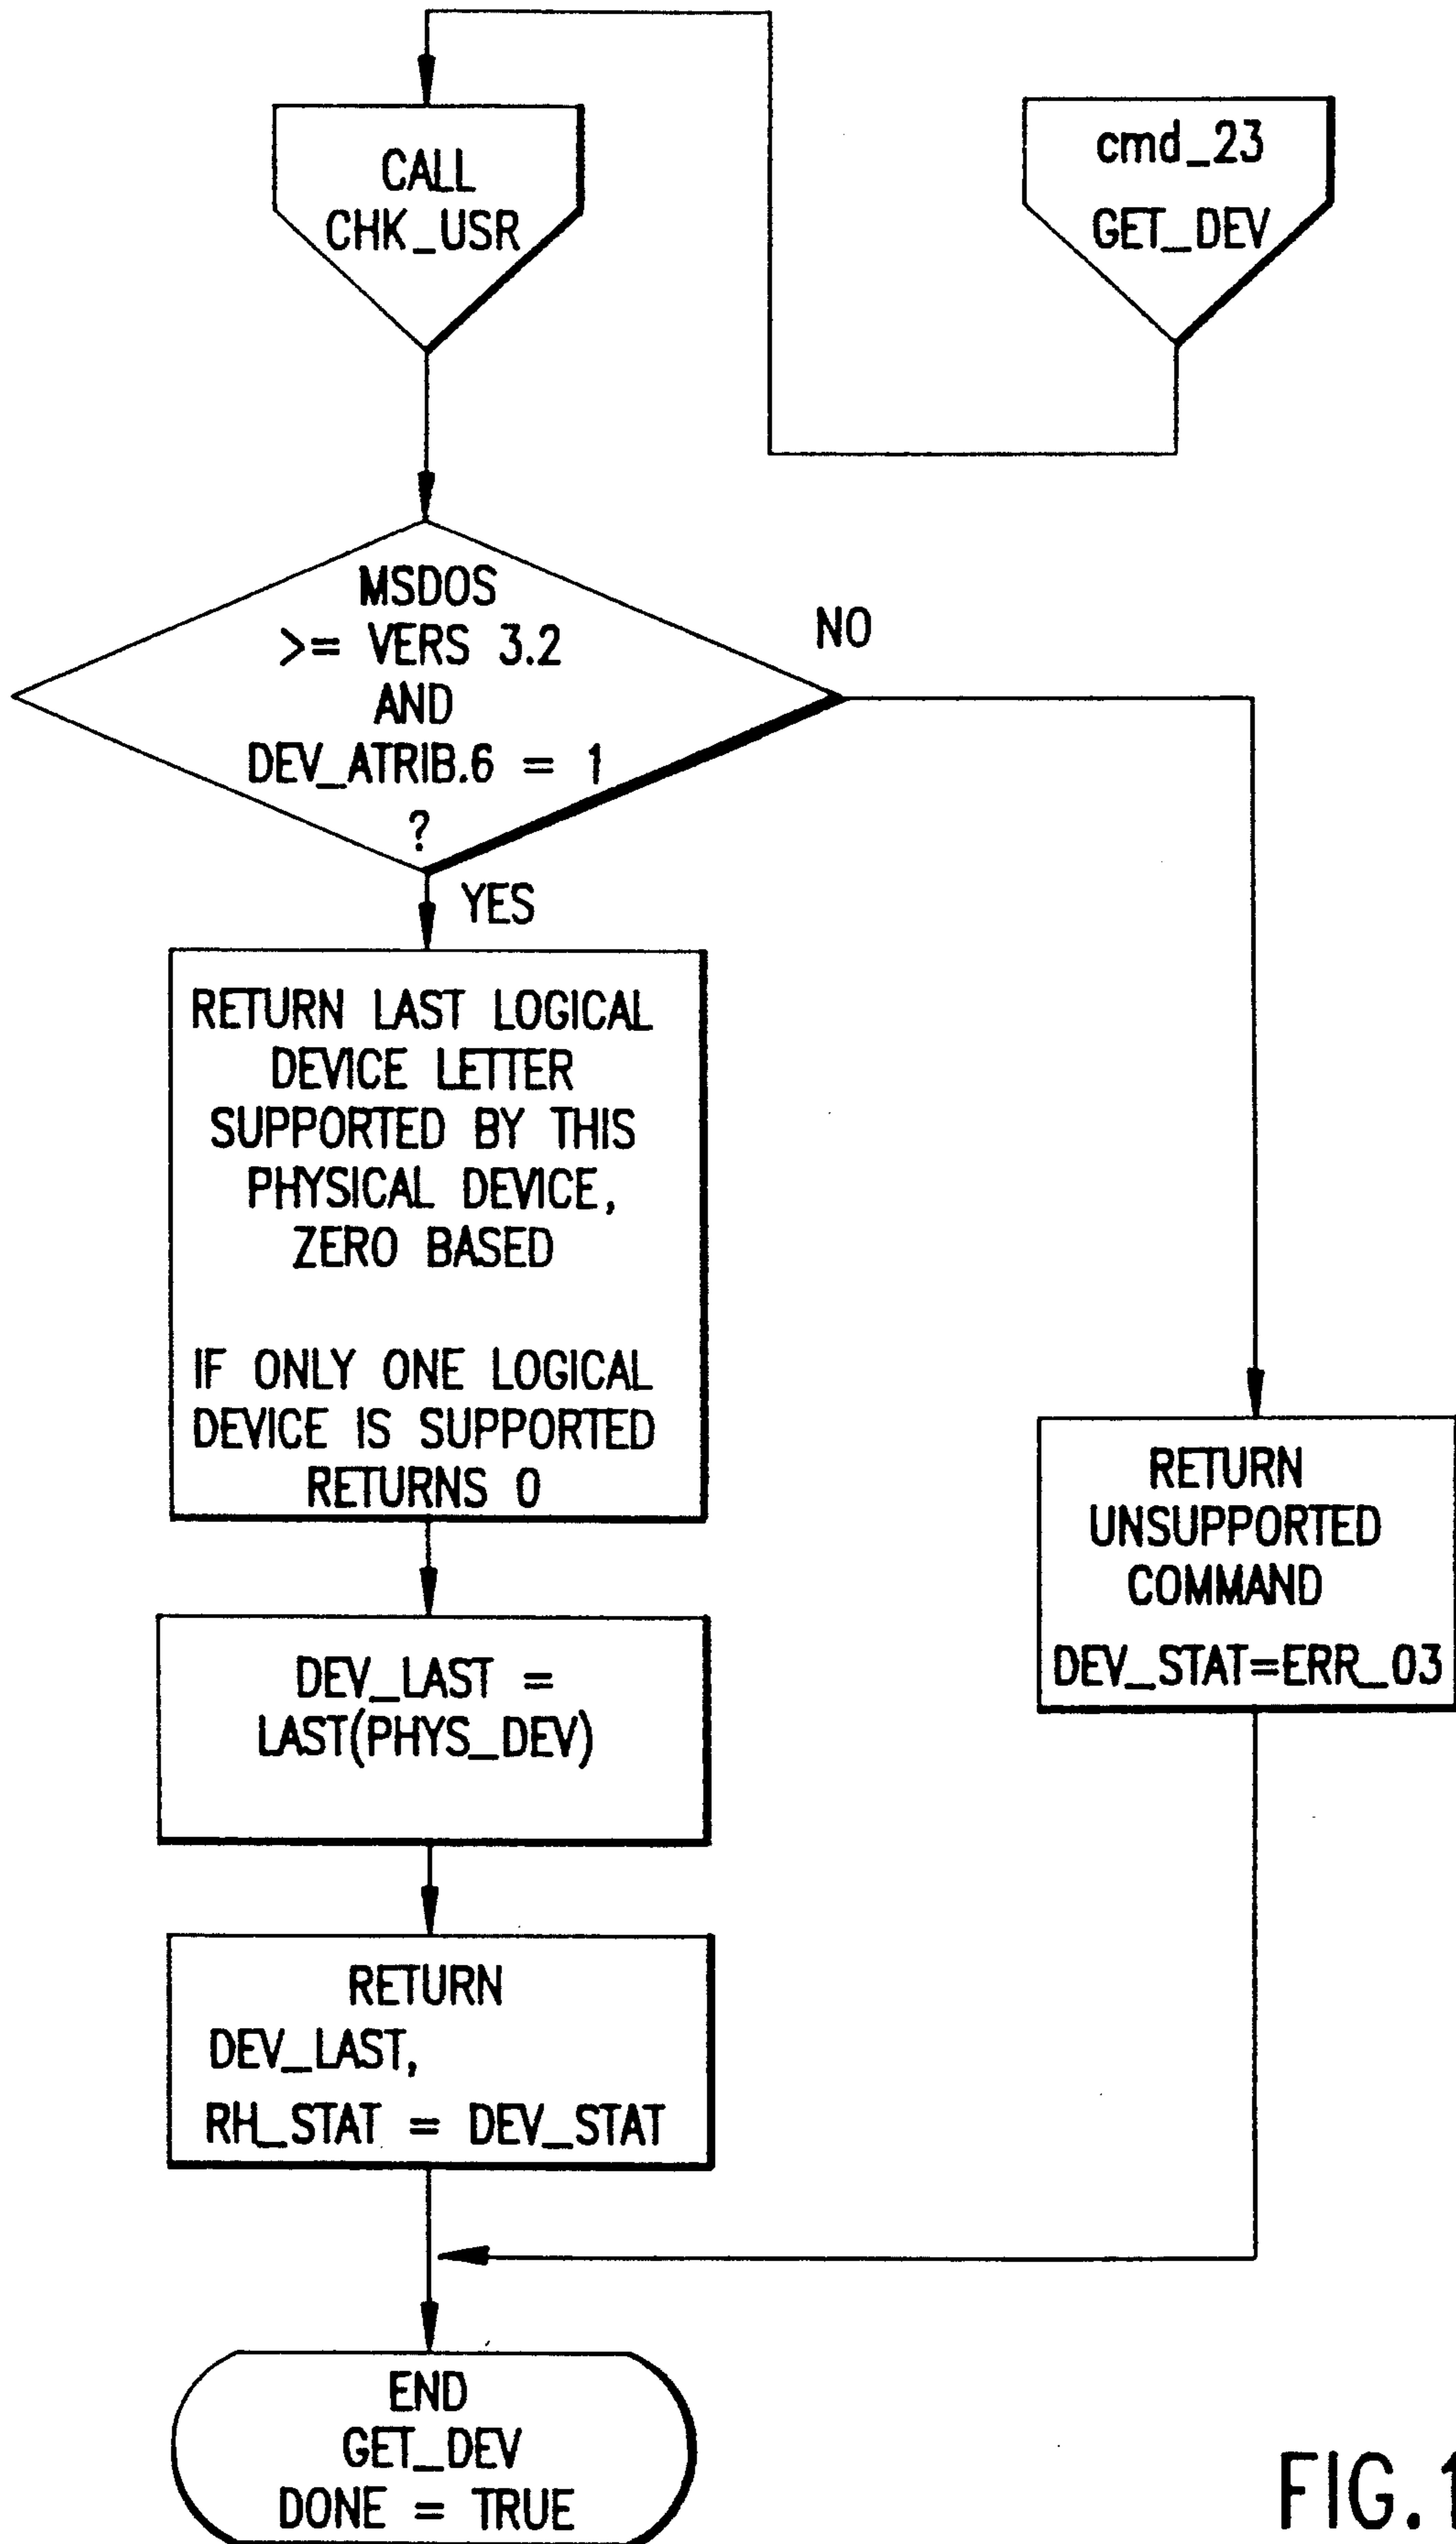 cmd_23
GET_DEV
CALL
CHK_USR
MSDOS
>= VERS 3.2
AND
DEV_ATRIB.6 = 1
?
NO
YES
RETURN LAST LOGICAL
DEVICE LETTER
SUPPORTED BY THIS
PHYSICAL DEVICE,
ZERO BASED
IF ONLY ONE LOGICAL
DEVICE IS SUPPORTED
RETURNS 0
RETURN
UNSUPPORTED
COMMAND
DEV_STAT=ERR_03
DEV_LAST =
LAST(PHYS_DEV)
RETURN
DEV_LAST,
RH_STAT = DEV_STAT
END
GET_DEV
DONE = TRUE
FIG.1